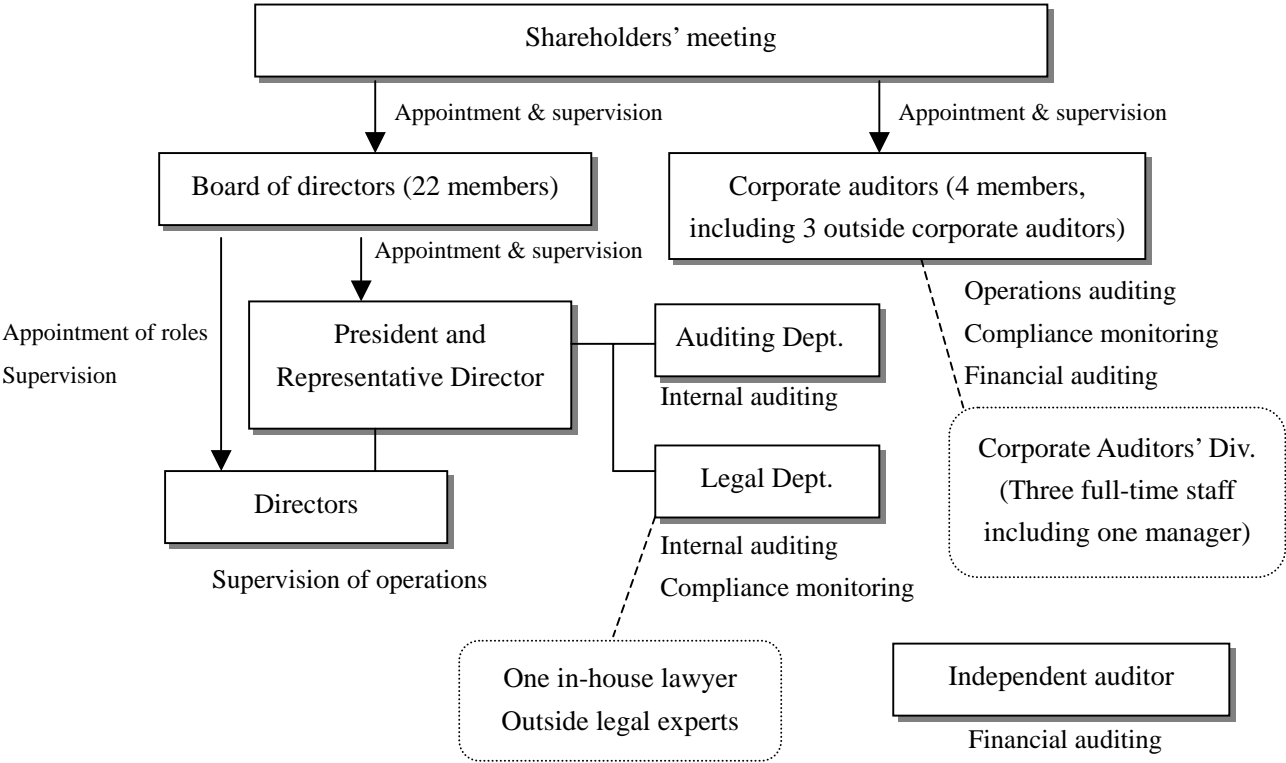 Shareholders’ meeting
Appointment & supervision
Appointment & supervision
Board of directors (22 members)
Corporate auditors (4 members,
including 3 outside corporate auditors)
Appointment & supervision
Appointment of roles
Supervision
President and
Representative Director
Auditing Dept.
Internal auditing
Operations auditing
Compliance monitoring
Financial auditing
Directors
Supervision of operations
Legal Dept.
Internal auditing
Compliance monitoring
Corporate Auditors’ Div.
(Three full-time staff
including one manager)
One in-house lawyer
Outside legal experts
Independent auditor
Financial auditing